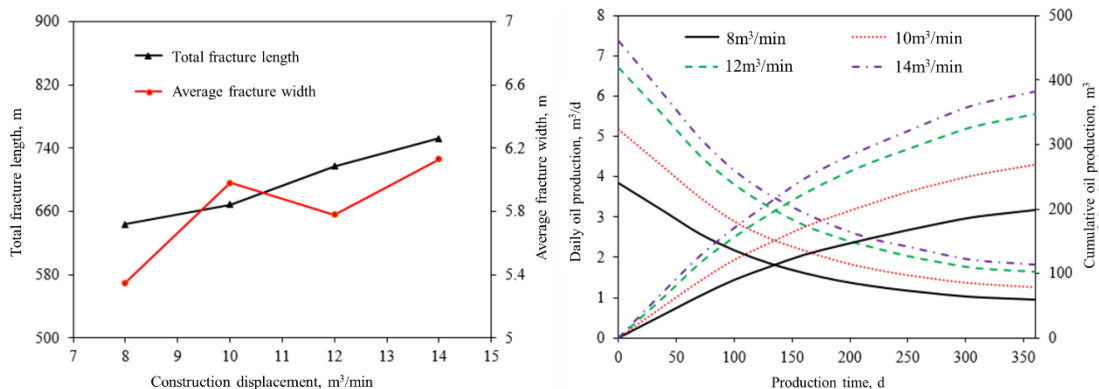 900
820
740
660
580
500
Total fracture length, m
Total fracture length
Average fracture width
7
6.6
6.2
5.8
5.4
5
Average fracture width, m
7 8 9 10 11 12 13 14 15
Construction displacement, m³/min
8
7
6
5
4
3
2
1
0
Daily oil production, m³/d
8m³/min
10m³/min
12m³/min
14m³/min
500
400
300
200
100
0
Cumulative oil production, m³
0 50 100 150 200 250 300 350
Production time, d